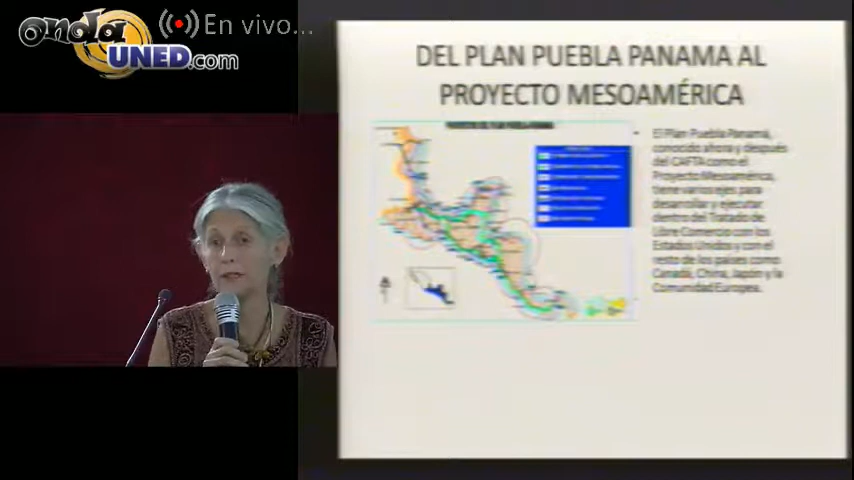 onda
UNED.com
En vivo...
DEL PLAN PUEBLA PANAMA AL
PROYECTO MESOAMÉRICA
El Plan Puebla Panamá,
conocido ahora y después
del CAFTA como el
Proyecto Mesoamérica,
tiene varios ejes para
desarrollar y ejecutar
dentro del Tratado de
Libre Comercio con los
Estados Unidos y con el
resto de los países como
Canadá, China, Japón y la
Comunidad Europea.